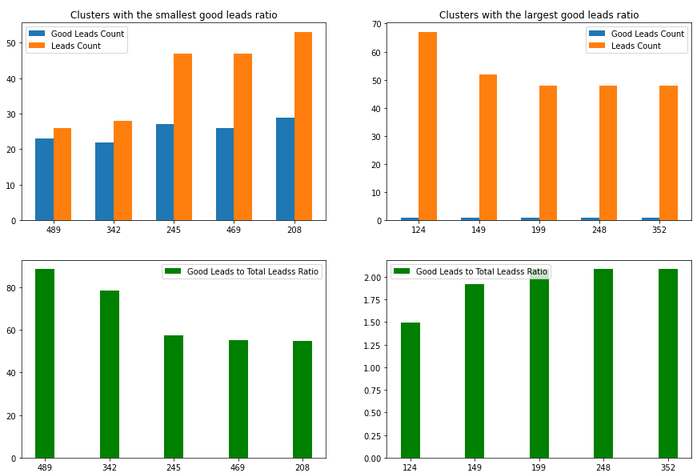 Clusters with the smallest good leads ratio
50
40
30
20
10
0
Good Leads Count
Leads Count
489 342 245 469 208
Clusters with the largest good leads ratio
70
60
50
40
30
20
10
0
Good Leads Count
Leads Count
124 149 199 248 352
80
60
40
20
0
Good Leads to Total Leadss Ratio
489 342 245 469 208
2.00
1.75
1.50
1.25
1.00
0.75
0.50
0.25
0.00
Good Leads to Total Leadss Ratio
124 149 199 248 352